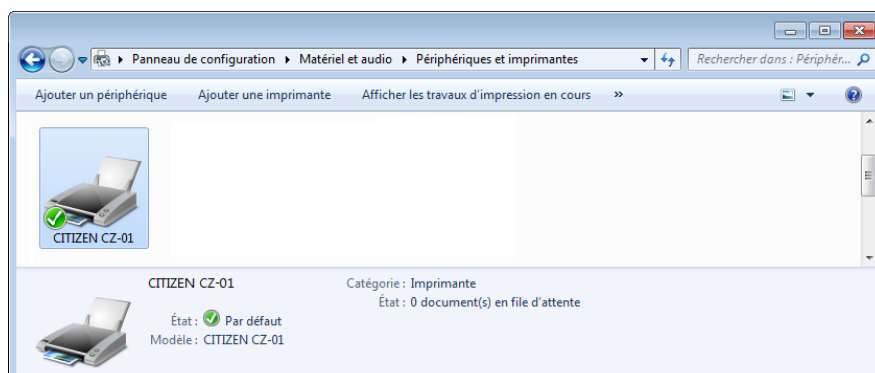 Panneau de configuration Matériel et audio Périphériques et imprimantes Rechercher dans : Périphér...
Ajouter un périphérique Ajouter une imprimante Afficher les travaux d'impression en cours »
CITIZEN CZ-01
CITIZEN CZ-01 Catégorie : Imprimante
État : 0 document(s) en file d'attente
État : Par défaut
Modèle : CITIZEN CZ-01